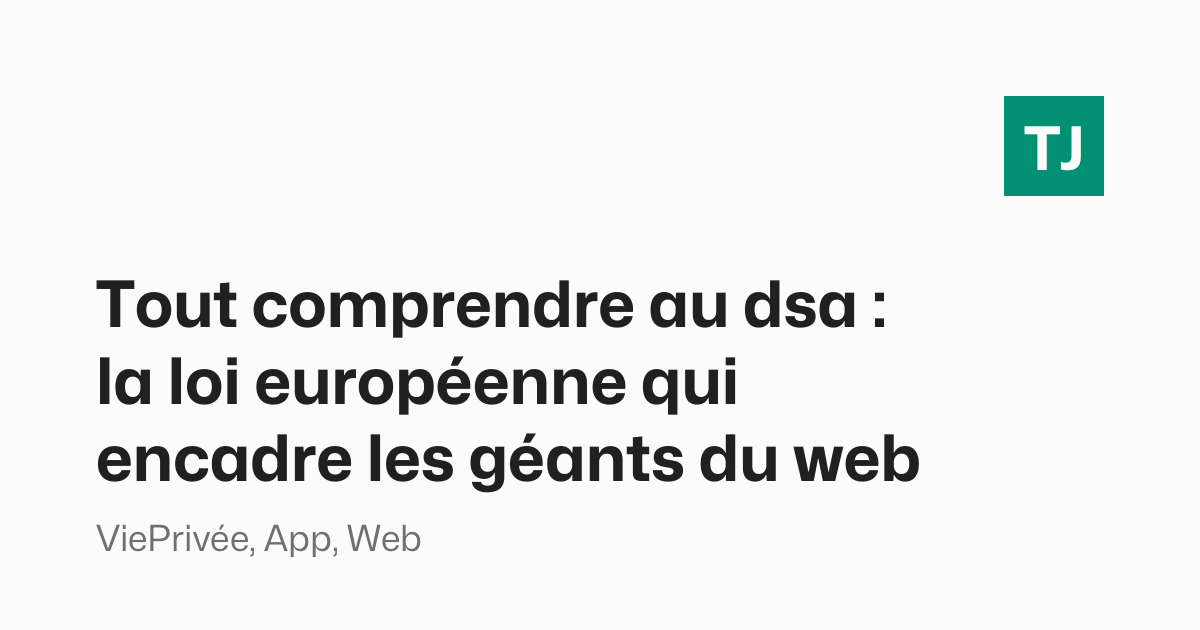 TJ
Tout comprendre au dsa :
la loi européenne qui
encadre les géants du web
ViePrivée, App, Web